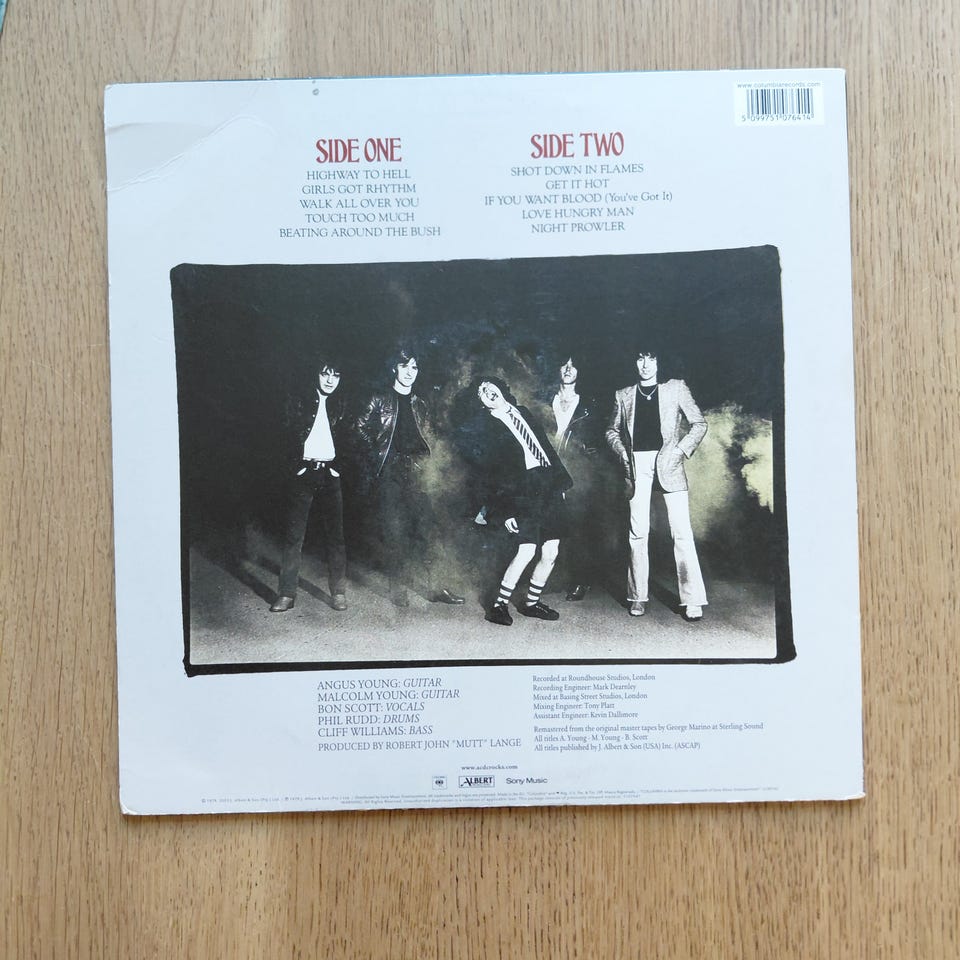 www.columbiarecords.com
5 099751 076414
SIDE ONE
HIGHWAY TO HELL
GIRLS GOT RHYTHM
WALK ALL OVER YOU
TOUCH TOO MUCH
BEATING AROUND THE BUSH
SIDE TWO
SHOT DOWN IN FLAMES
GET IT HOT
IF YOU WANT BLOOD (You've Got It)
LOVE HUNGRY MAN
NIGHT PROWLER
ANGUS YOUNG: GUITAR
MALCOLM YOUNG: GUITAR
BON SCOTT: VOCALS
PHIL RUDD: DRUMS
CLIFF WILLIAMS: BASS
PRODUCED BY ROBERT JOHN "MUTT" LANGE
Recorded at Roundhouse Studios, London
Recording Engineer: Mark Dearnley
Mixed at Basing Street Studios, London
Mixing Engineer: Tony Platt
Assistant Engineer: Kevin Dallimore
Remastered from the original master tapes by George Marino at Sterling Sound
All titles A. Young - M. Young - B. Scott
All titles published by J. Albert & Son (USA) Inc. (ASCAP)
www.acdcrocks.com
ALBERT
Sony Music